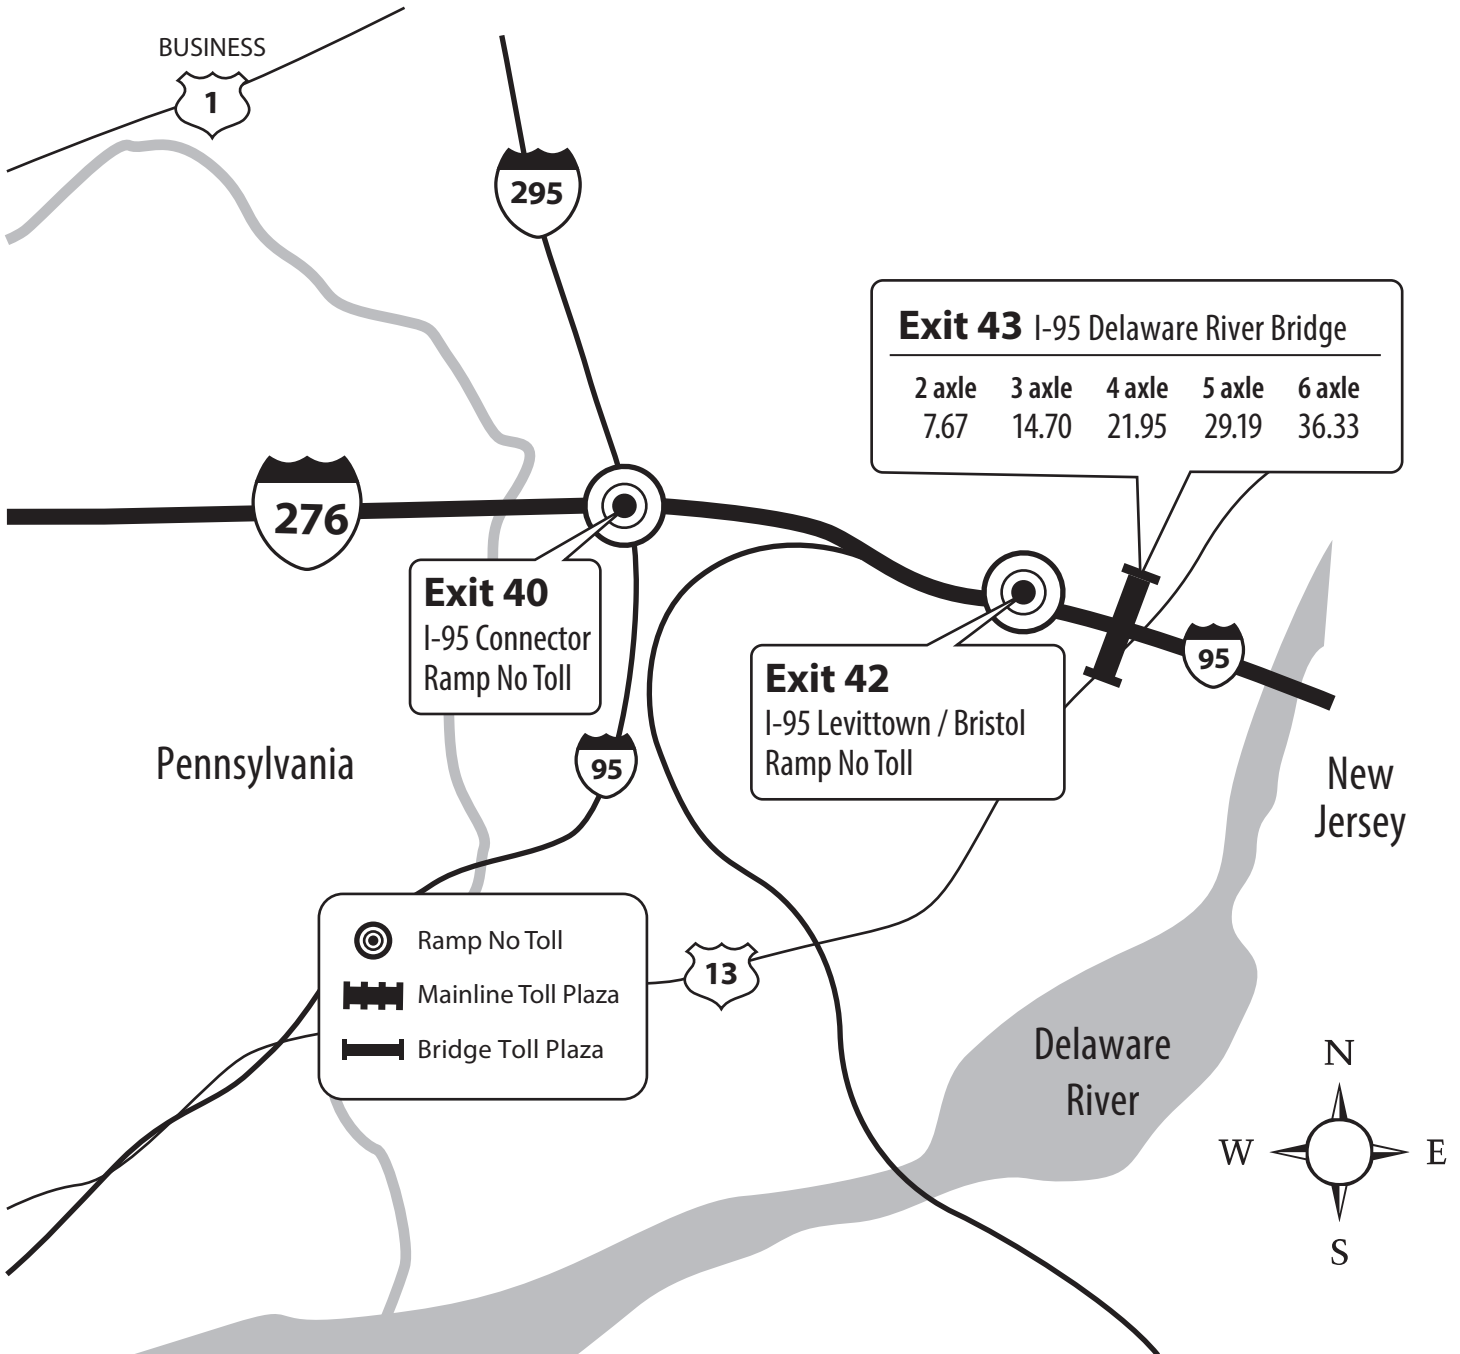 BUSINESS
1
295
Exit 43 I-95 Delaware River Bridge
2 axle 3 axle 4 axle 5 axle 6 axle
7.67 14.70 21.95 29.19 36.33
276
Exit 40
I-95 Connector
Ramp No Toll
95
Exit 42
I-95 Levittown / Bristol
Ramp No Toll
Pennsylvania
95
New
Jersey
Ramp No Toll
Mainline Toll Plaza
Bridge Toll Plaza
13
Delaware
River
N
W E
S